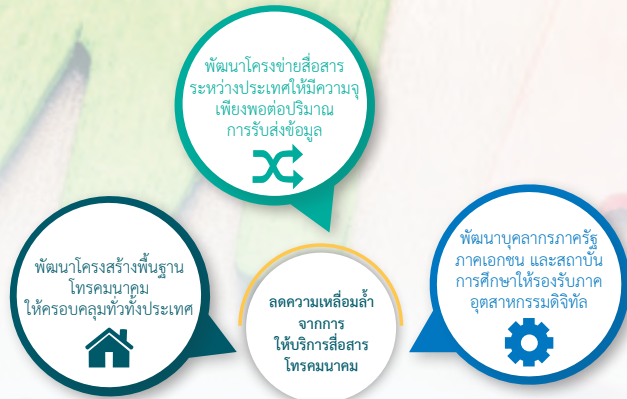 พัฒนาโครงข่ายสื่อสาร
ระหว่างประเทศให้มีความจุ
เพียงพอต่อปริมาณ
การรับส่งข้อมูล
พัฒนาโครงสร้างพื้นฐาน
โทรคมนาคม
ให้ครอบคลุมทั่วทั้งประเทศ
ลดความเหลื่อมล้ำ
จากการ
ให้บริการสื่อสาร
โทรคมนาคม
พัฒนาบุคลากรภาครัฐ
ภาคเอกชน และสถาบัน
การศึกษาให้รองรับภาค
อุตสาหกรรมดิจิทัล